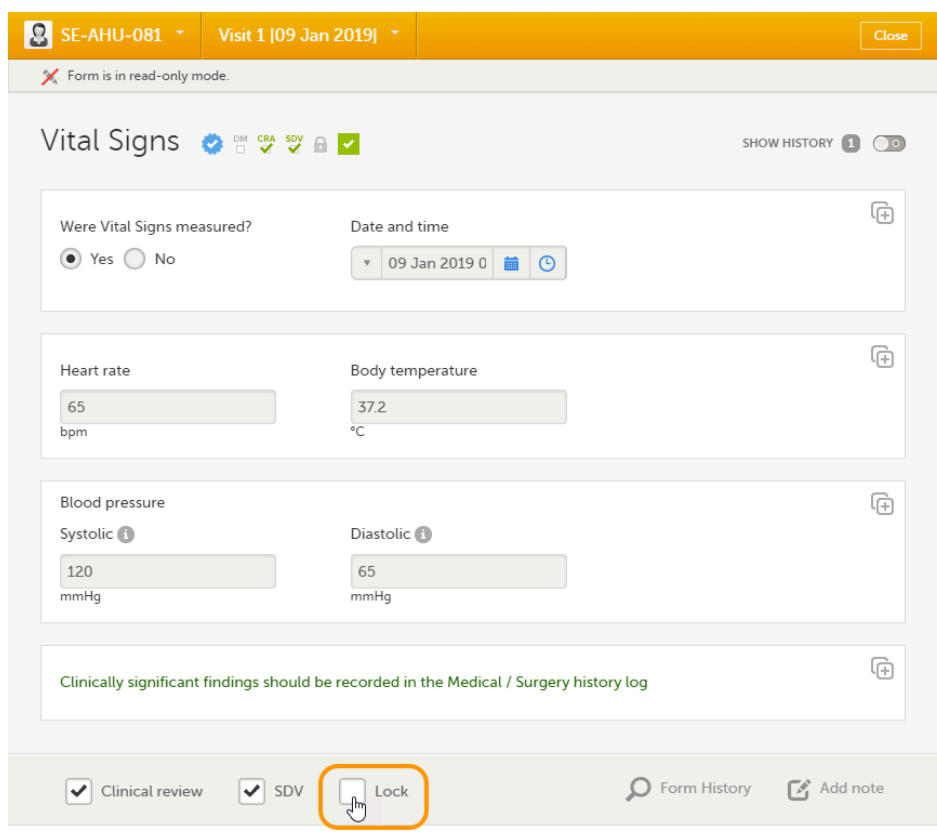 SE-AHU-081 Visit 1 |09 Jan 2019| Close
Form is in read-only mode.
Vital Signs DM CRA SDV SHOW HISTORY 1
Were Vital Signs measured? Date and time
Yes No 09 Jan 2019 0
Heart rate Body temperature
65 37.2
bpm °C
Blood pressure
Systolic Diastolic
120 65
mmHg mmHg
Clinically significant findings should be recorded in the Medical / Surgery history log
Clinical review SDV Lock Form History Add note